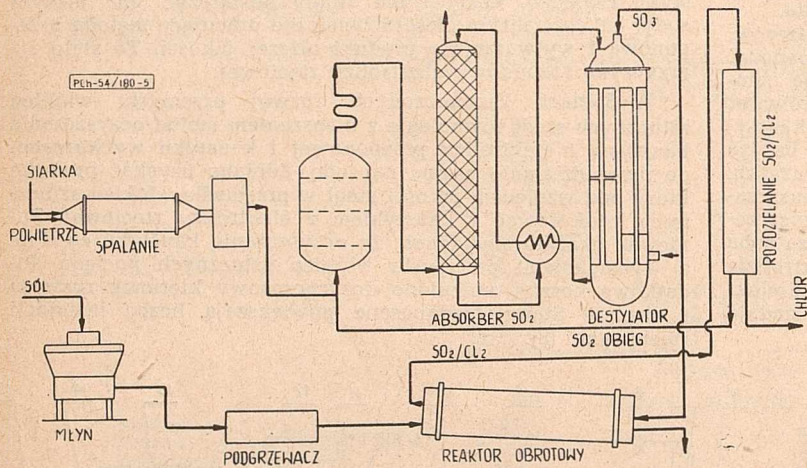 SO₃
PCh-54/180-5
SIARKA
POWIETRZE
SPALANIE
ROZDZIELANIE SO₂/CL₂
ABSORBER SO₂
DESTYLATOR
SO₂ OBIEG
CHLOR
SÓL
SO₂/CL₂
MŁYN
PODGRZEWACZ
REAKTOR OBROTOWY